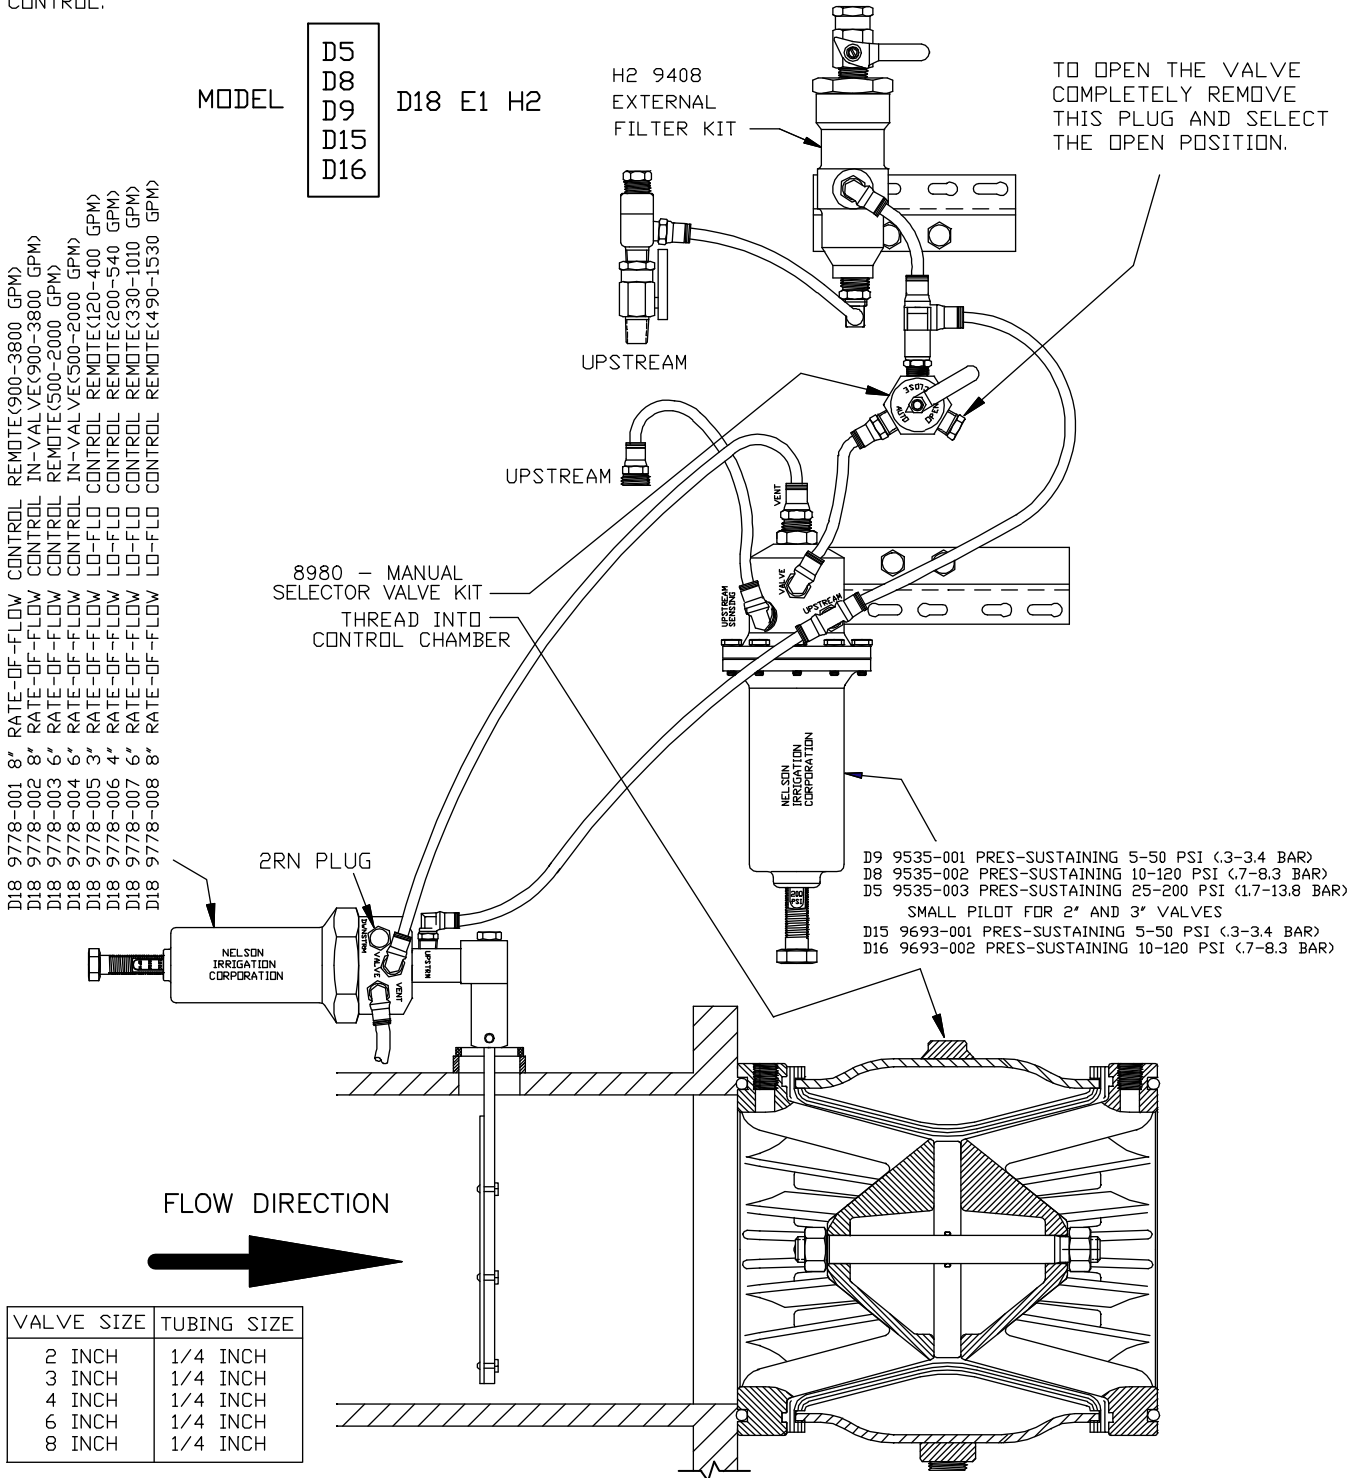 CONTROL.
MODEL
D5
D8
D9
D15
D16
D18 E1 H2
H2 9408
EXTERNAL
FILTER KIT
TO OPEN THE VALVE
COMPLETELY REMOVE
THIS PLUG AND SELECT
THE OPEN POSITION.
D18 9778-001 8" RATE-OF-FLOW CONTROL REMOTE(900-3800 GPM)
D18 9778-002 8" RATE-OF-FLOW CONTROL IN-VALVE(900-3800 GPM)
D18 9778-003 6" RATE-OF-FLOW CONTROL REMOTE(500-2000 GPM)
D18 9778-004 6" RATE-OF-FLOW CONTROL IN-VALVE(500-2000 GPM)
D18 9778-005 3" RATE-OF-FLOW LO-FLO CONTROL REMOTE(120-400 GPM)
D18 9778-006 4" RATE-OF-FLOW LO-FLO CONTROL REMOTE(200-540 GPM)
D18 9778-007 6" RATE-OF-FLOW LO-FLO CONTROL REMOTE(330-1010 GPM)
D18 9778-008 8" RATE-OF-FLOW LO-FLO CONTROL REMOTE(490-1530 GPM)
UPSTREAM
CLOSE
AUTO
OPEN
UPSTREAM
VENT
8980 - MANUAL
SELECTOR VALVE KIT
THREAD INTO
CONTROL CHAMBER
VALVE
UPSTREAM
SENSING
UPSTREAM
NELSON
IRRIGATION
CORPORATION
200
PSI
2RN PLUG
D9 9535-001 PRES-SUSTAINING 5-50 PSI (.3-3.4 BAR)
D8 9535-002 PRES-SUSTAINING 10-120 PSI (.7-8.3 BAR)
D5 9535-003 PRES-SUSTAINING 25-200 PSI (1.7-13.8 BAR)
SMALL PILOT FOR 2" AND 3" VALVES
D15 9693-001 PRES-SUSTAINING 5-50 PSI (.3-3.4 BAR)
D16 9693-002 PRES-SUSTAINING 10-120 PSI (.7-8.3 BAR)
DWNSTRM
VALVE
VENT
UPSTRM
NELSON
IRRIGATION
CORPORATION
FLOW DIRECTION
VALVE SIZE TUBING SIZE
2 INCH 1/4 INCH
3 INCH 1/4 INCH
4 INCH 1/4 INCH
6 INCH 1/4 INCH
8 INCH 1/4 INCH